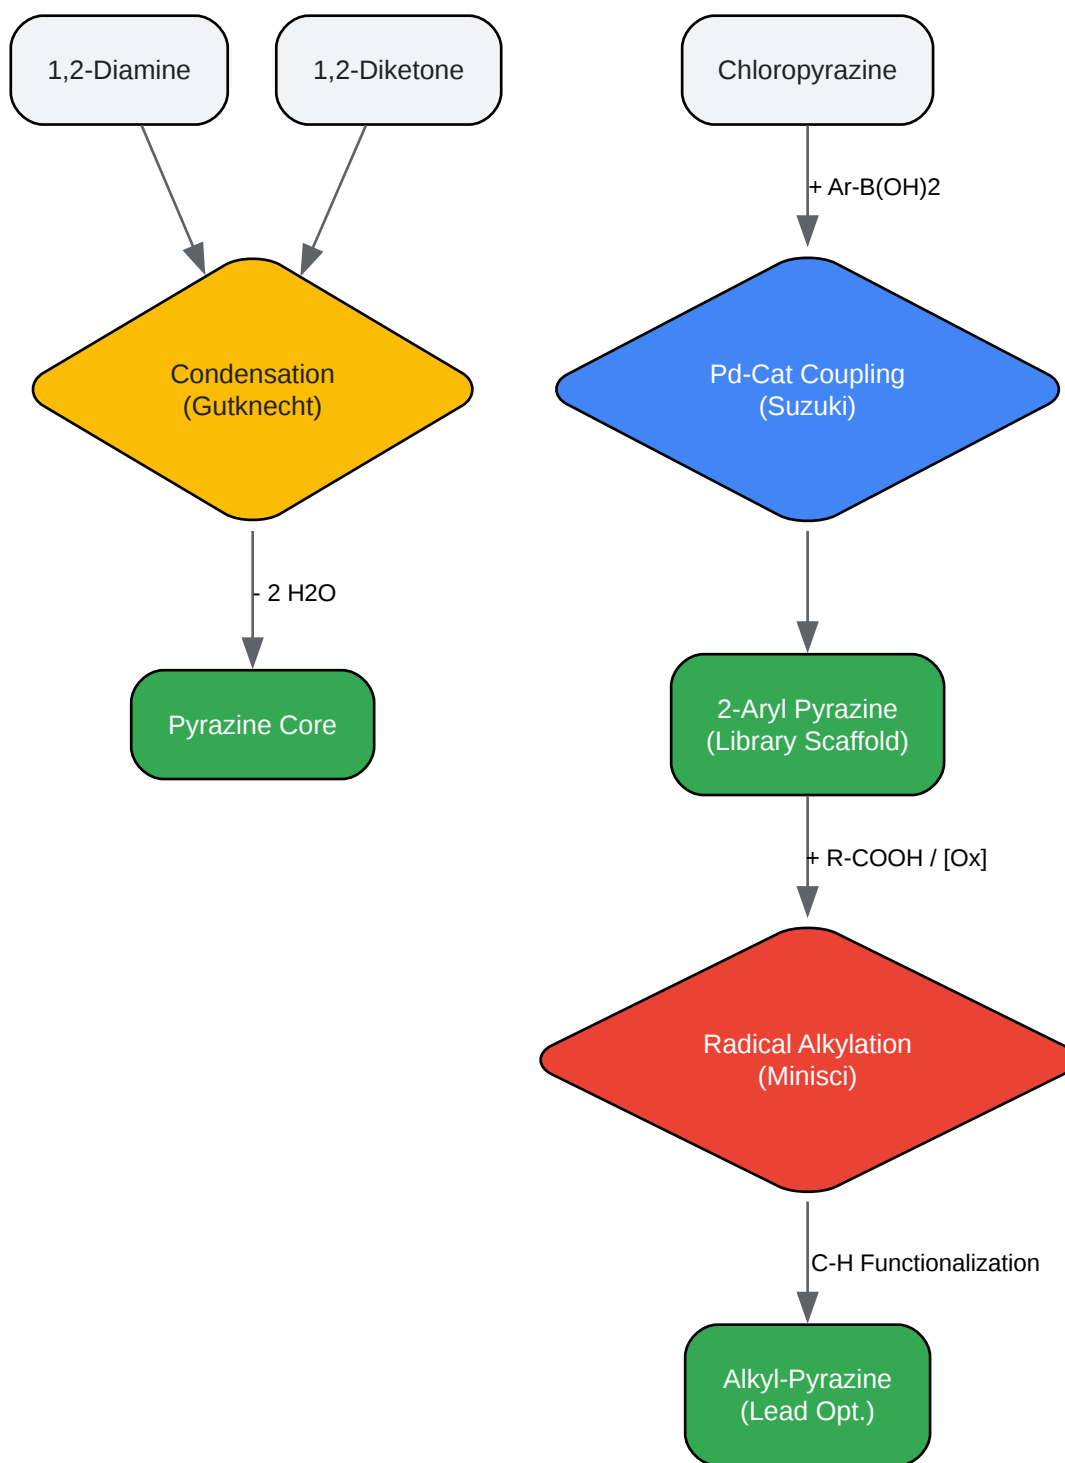 1,2-Diamine
1,2-Diketone
Condensation
(Gutknecht)
- 2 H2O
Pyrazine Core
Chloropyrazine
+ Ar-B(OH)2
Pd-Cat Coupling
(Suzuki)
2-Aryl Pyrazine
(Library Scaffold)
+ R-COOH / [Ox]
Radical Alkylation
(Minisci)
C-H Functionalization
Alkyl-Pyrazine
(Lead Opt.)